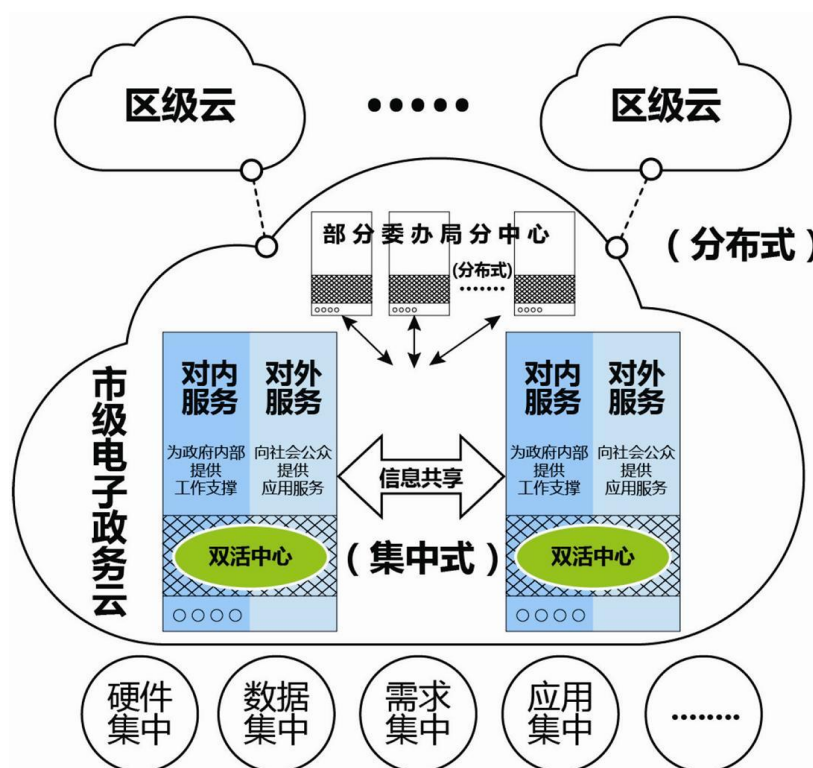 区级云
•••••
区级云
部分委办局分中心
(分布式)
•••••••
(分布式)
市级电子政务云
对内
服务
对外
服务
为政府内部
提供
工作支撑
向社会公众
提供
应用服务
双活中心
信息共享
(集中式)
对内
服务
对外
服务
为政府内部
提供
工作支撑
向社会公众
提供
应用服务
双活中心
硬件
集中
数据
集中
需求
集中
应用
集中
••••••••